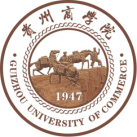 贵州商学院
GUIZHOU UNIVERSITY OF COMMERCE
1947